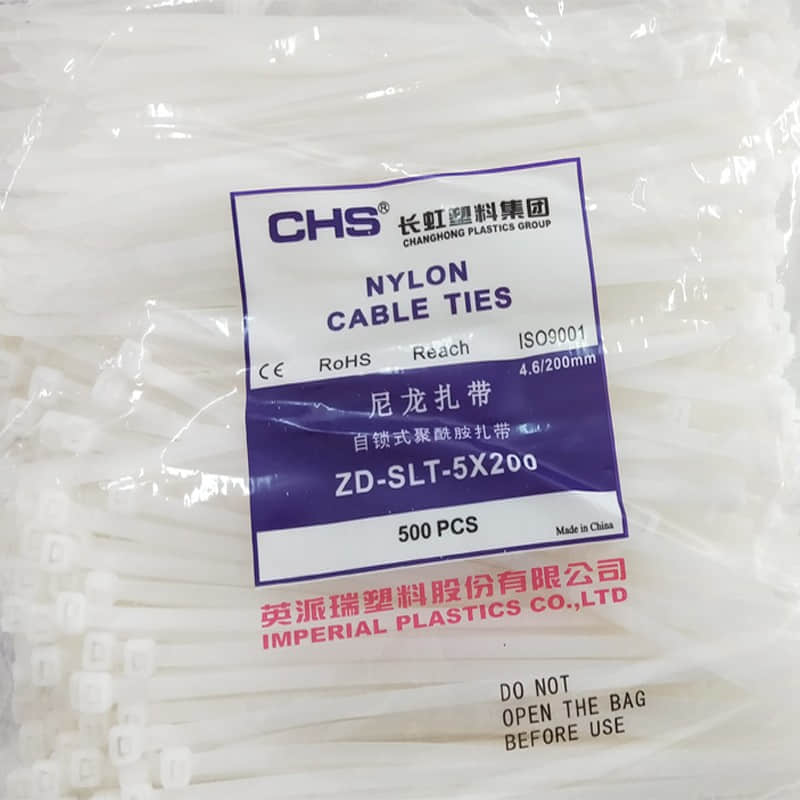 CHS® 长虹塑料集团
CHANGHONG PLASTICS GROUP
NYLON
CABLE TIES
CE RoHS Reach ISO9001
4.6/200mm
尼龙扎带
自锁式聚酰胺扎带
ZD-SLT-5X200
500 PCS
Made in China
英派瑞塑料股份有限公司
IMPERIAL PLASTICS CO.,LTD
DO NOT
OPEN THE BAG
BEFORE USE